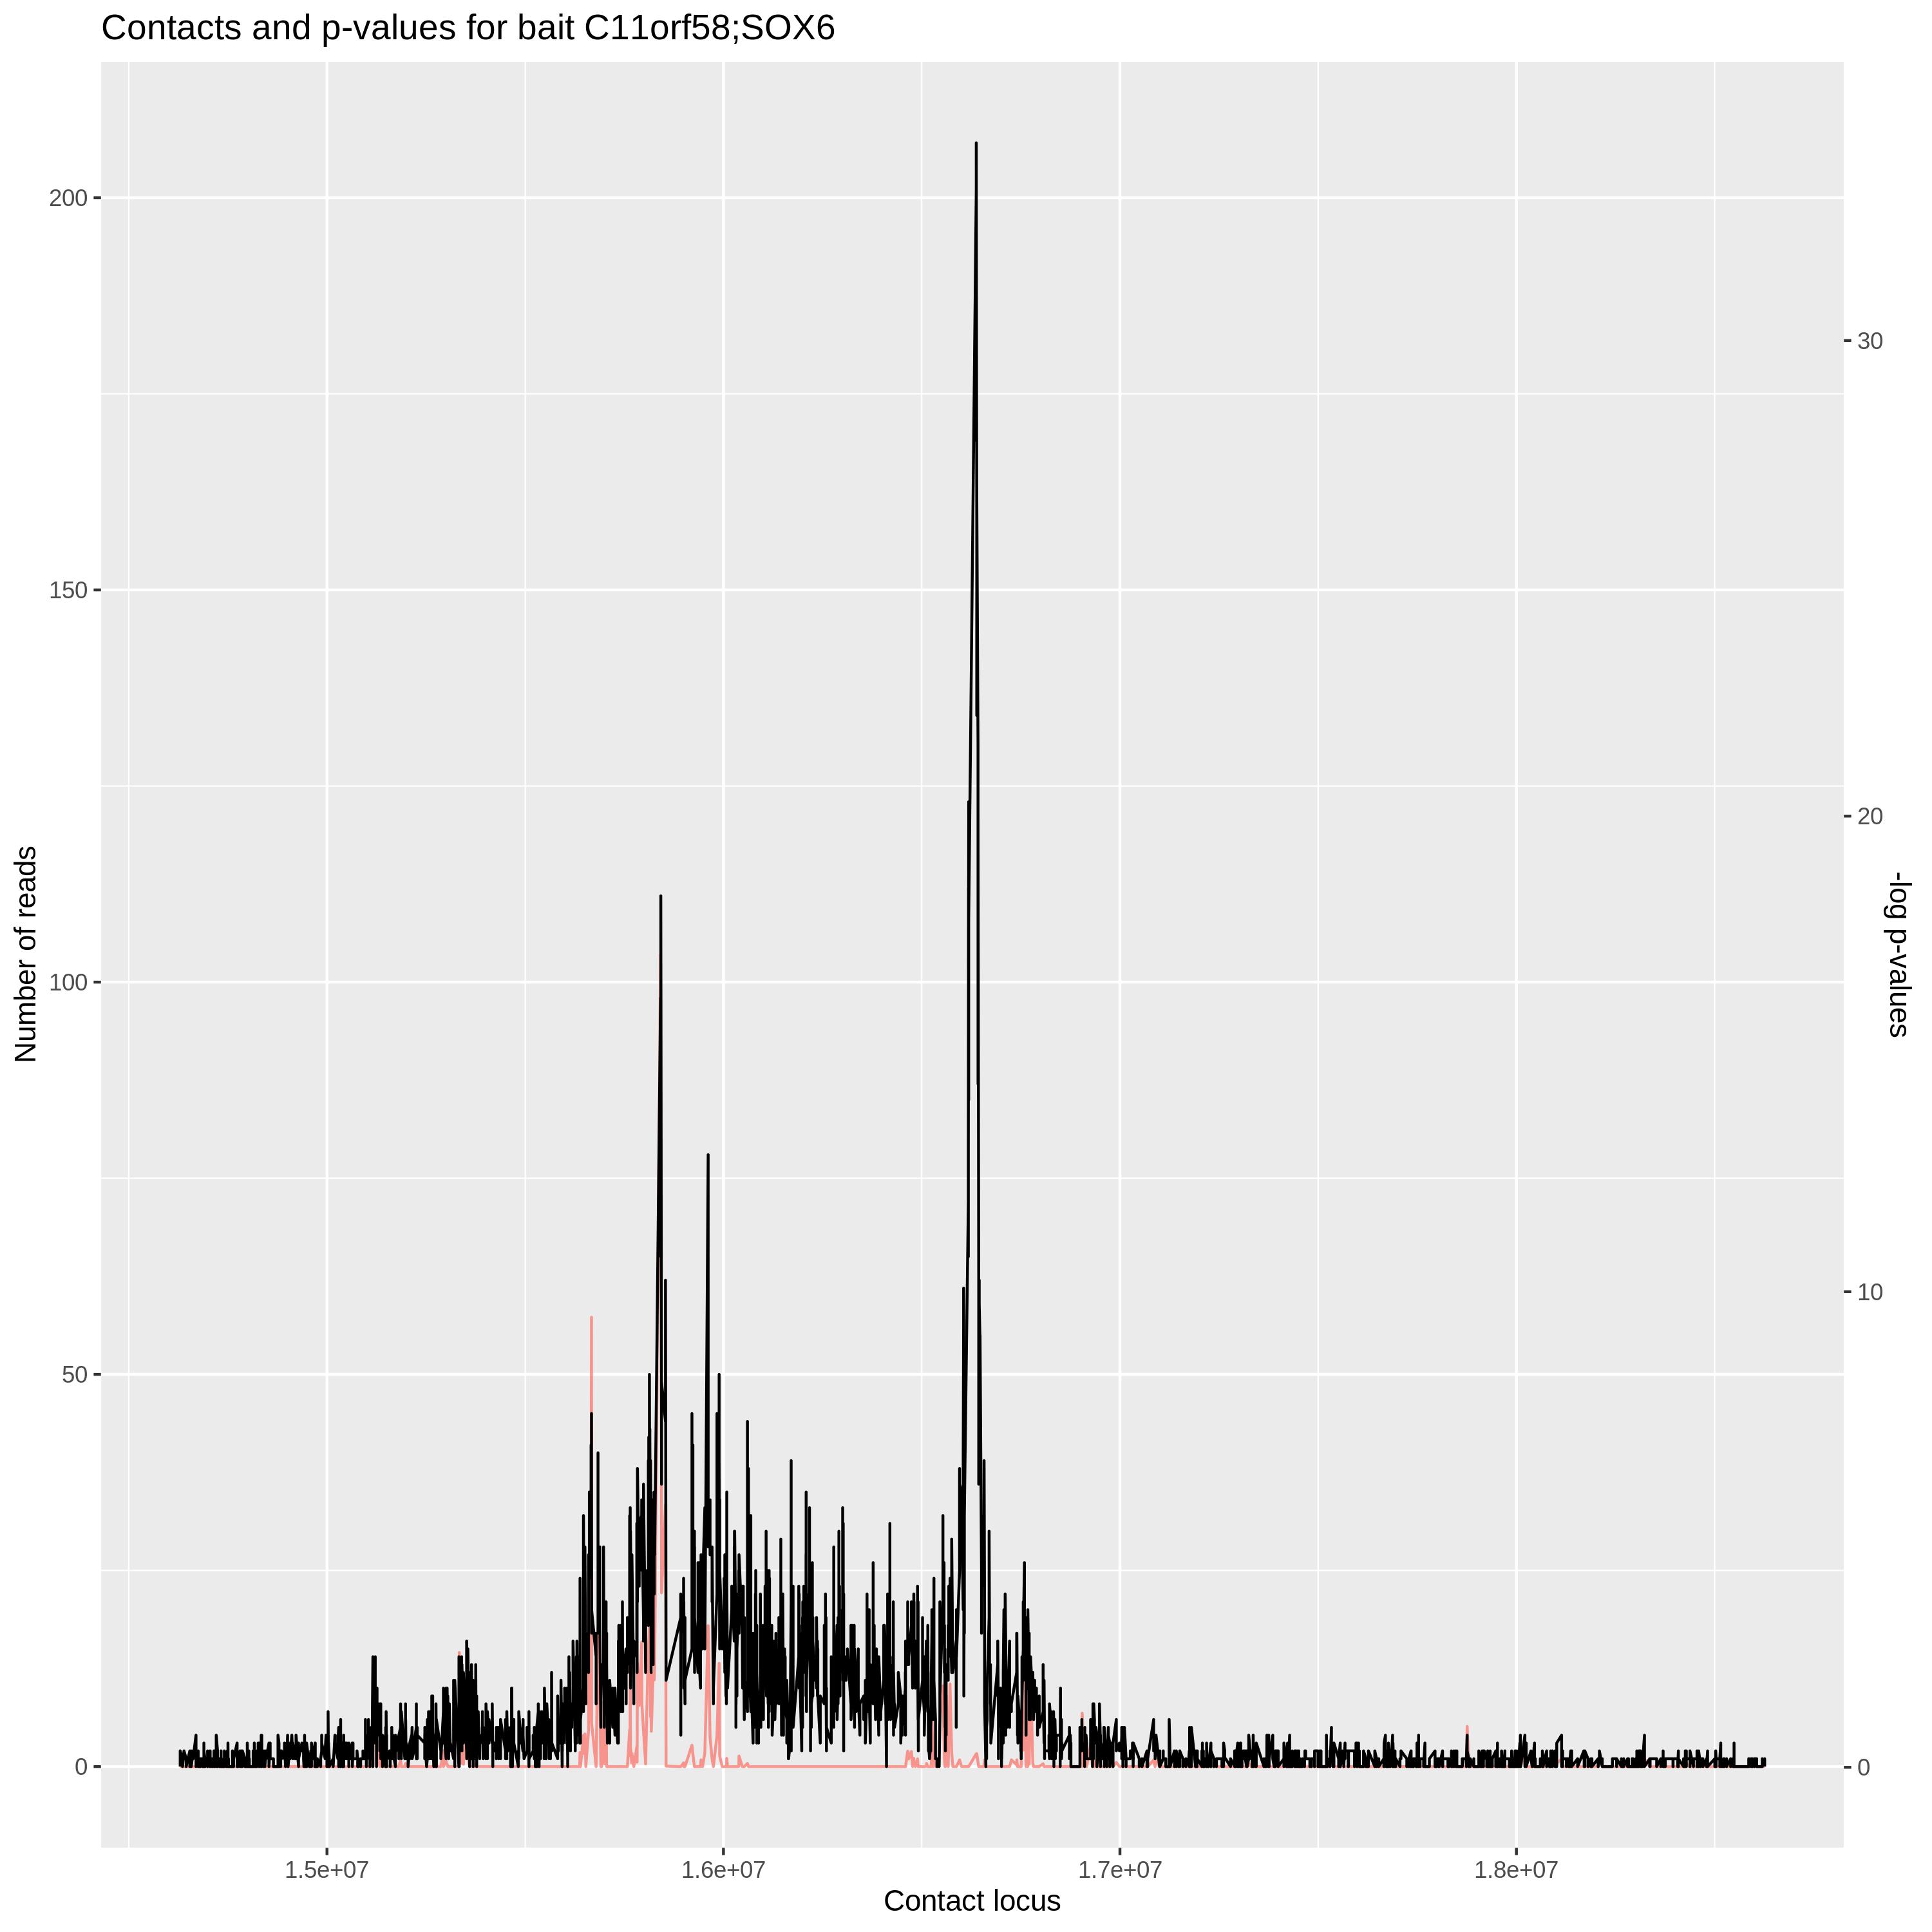 Contacts and p-values for bait C11orf58;SOX6
200
150
100
50
0
Number of reads
30
20
10
0
-log p-values
1.5e+07 1.6e+07 1.7e+07 1.8e+07
Contact locus